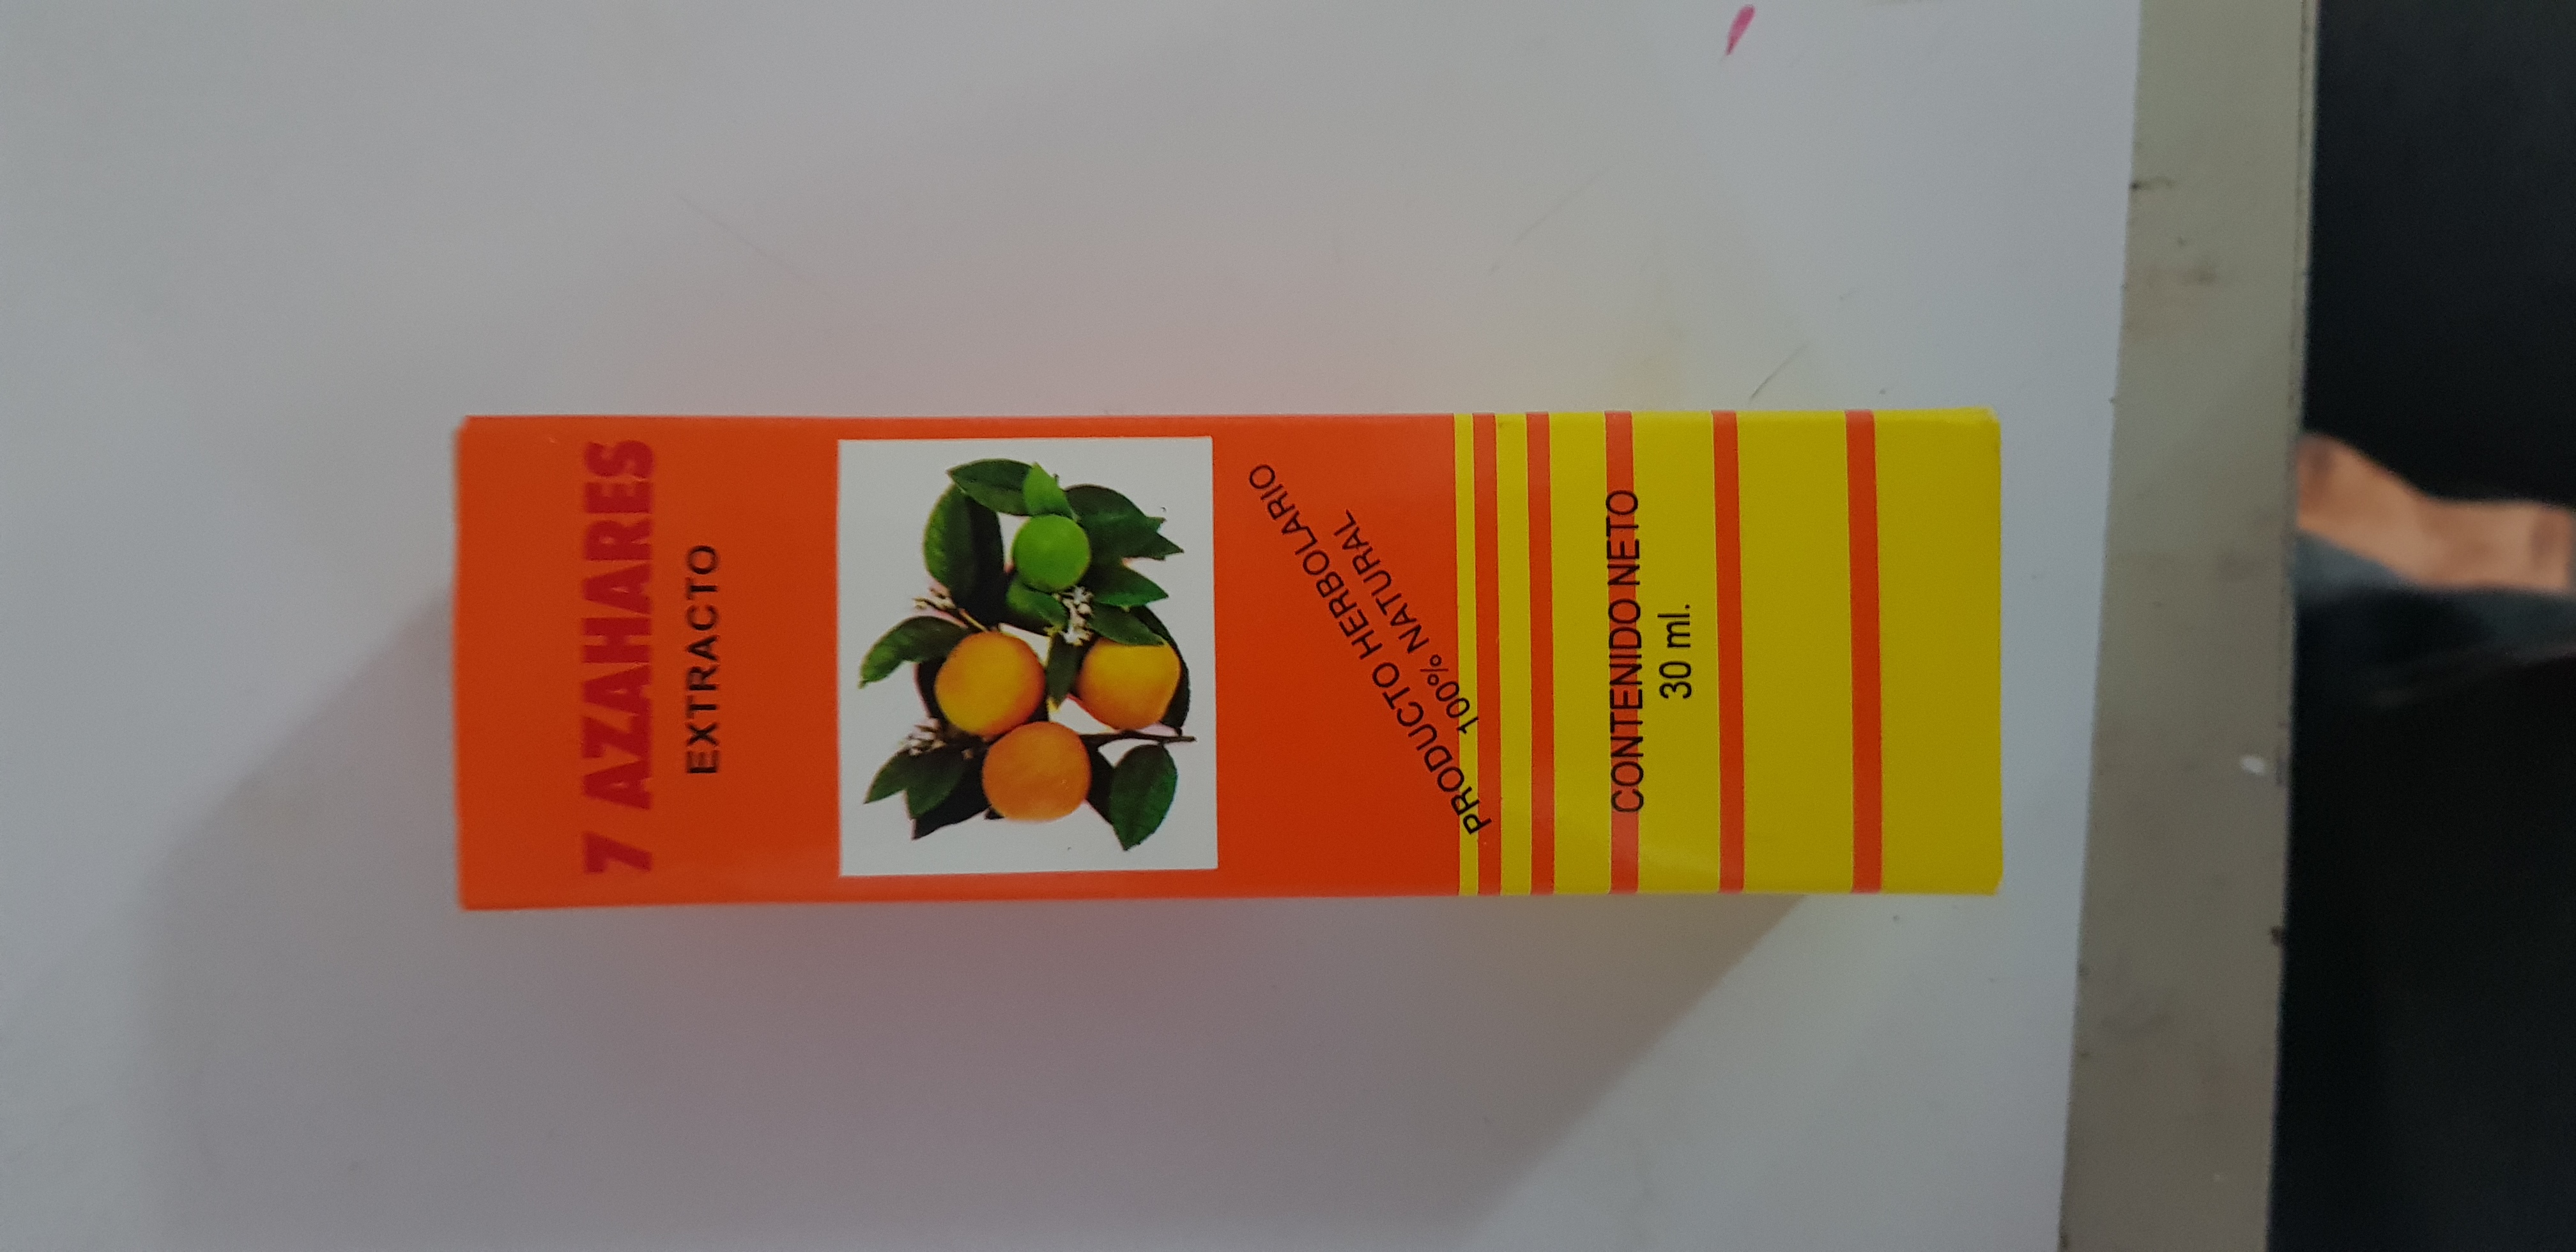 7 AZAHARES
EXTRACTO
PRODUCTO HERBOLARIO
100% NATURAL
CONTENIDO NETO
30 ml.